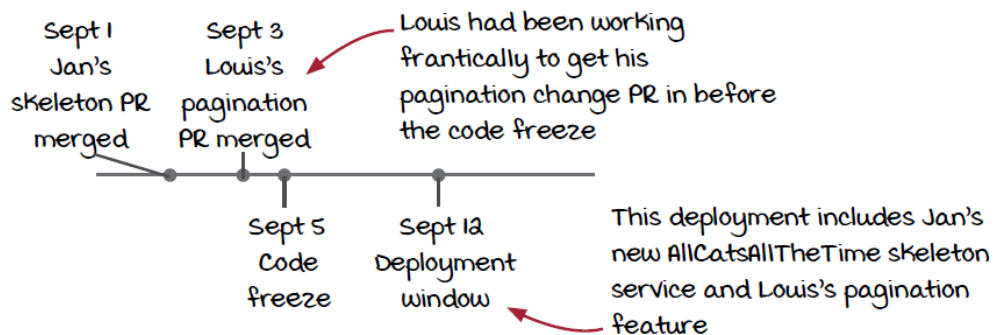 Sept 1
Jan's
skeleton PR
merged
Sept 3
Louis's
pagination
PR merged
Louis had been working
frantically to get his
pagination change PR in before
the code freeze
Sept 5
Code
freeze
Sept 12
Deployment
window
This deployment includes Jan's
new AllCatsAllTheTime skeleton
service and Louis's pagination
feature